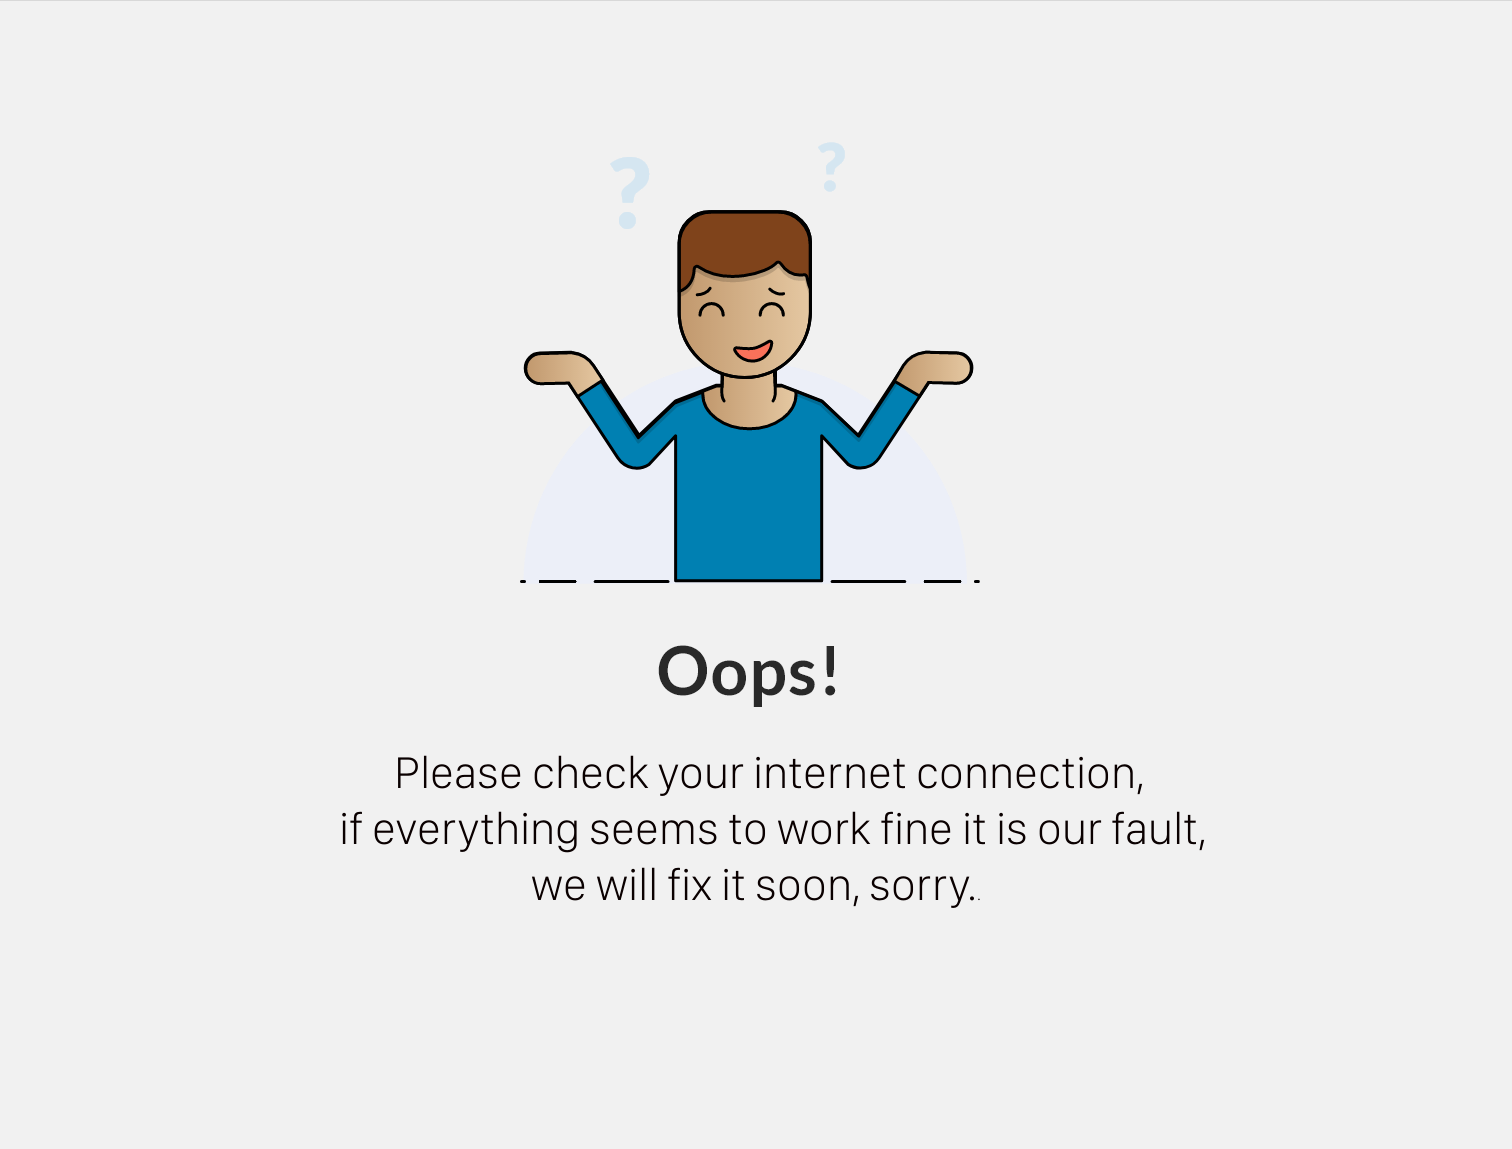 ? ?
Oops!
Please check your internet connection,
if everything seems to work fine it is our fault,
we will fix it soon, sorry..